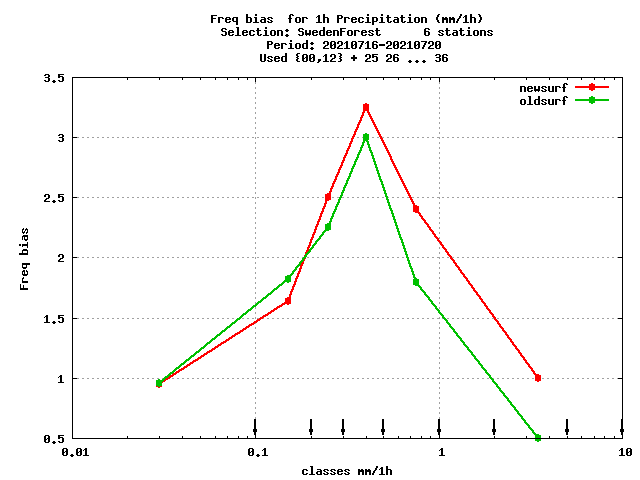 Freq bias  for 1h Precipitation (mm/1h)
Selection: SwedenForest      6 stations
Period: 20210716-20210720
Used {00,12} + 25 26 ... 36
newsurf
oldsurf
3.5
3
2.5
2
1.5
1
0.5
Freq bias
0.01
0.1
1
10
classes mm/1h